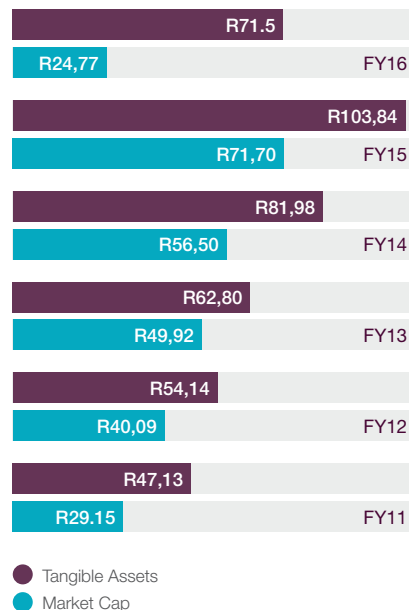 R71.5
R24,77 FY16
R103,84
R71,70 FY15
R81,98
R56,50 FY14
R62,80
R49,92 FY13
R54,14
R40,09 FY12
R47,13
R29.15 FY11
Tangible Assets
Market Cap